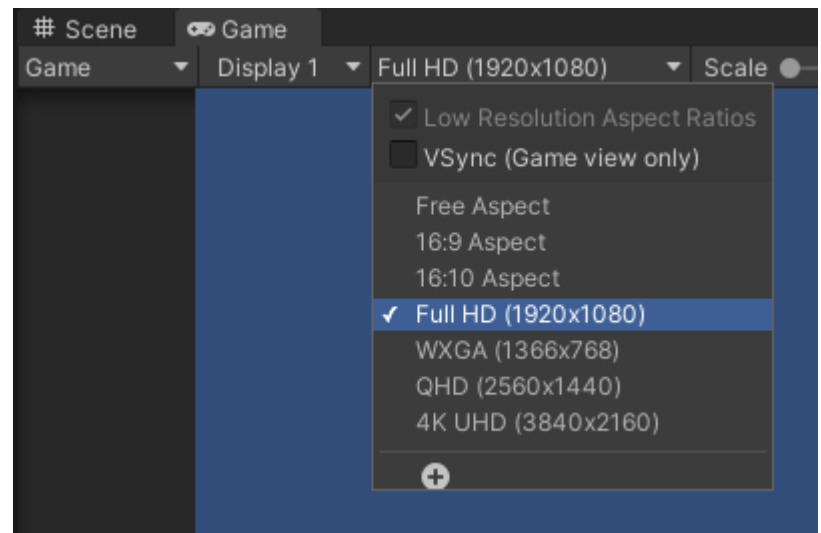 Scene Game
Game Display 1 Full HD (1920x1080) Scale
Low Resolution Aspect Ratios
VSync (Game view only)
Free Aspect
16:9 Aspect
16:10 Aspect
Full HD (1920x1080)
WXGA (1366x768)
QHD (2560x1440)
4K UHD (3840x2160)